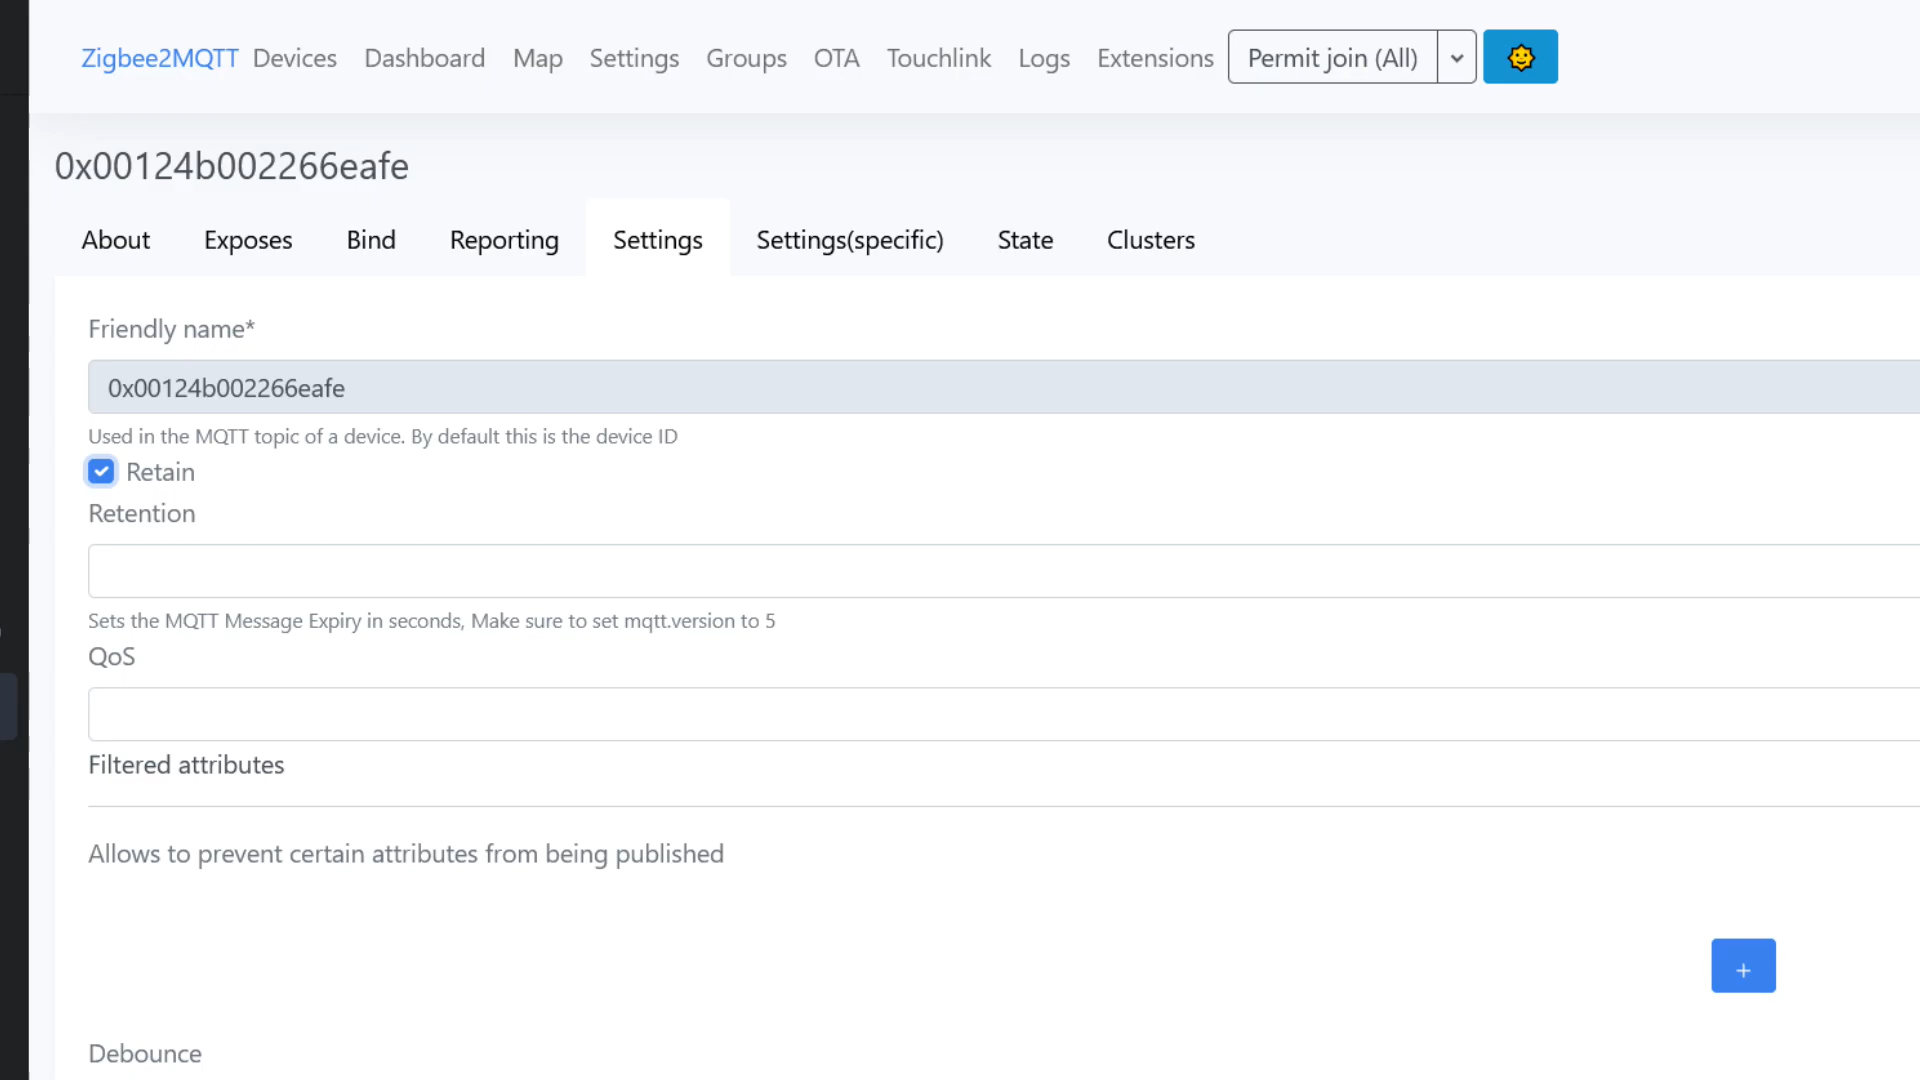 Zigbee2MQTT Devices Dashboard Map Settings Groups OTA Touchlink Logs Extensions Permit join (All)
0x00124b002266eafe
About Exposes Bind Reporting Settings Settings(specific) State Clusters
Friendly name*
0x00124b002266eafe
Used in the MQTT topic of a device. By default this is the device ID
Retain
Retention
Sets the MQTT Message Expiry in seconds, Make sure to set mqtt.version to 5
QoS
Filtered attributes
Allows to prevent certain attributes from being published
+
Debounce